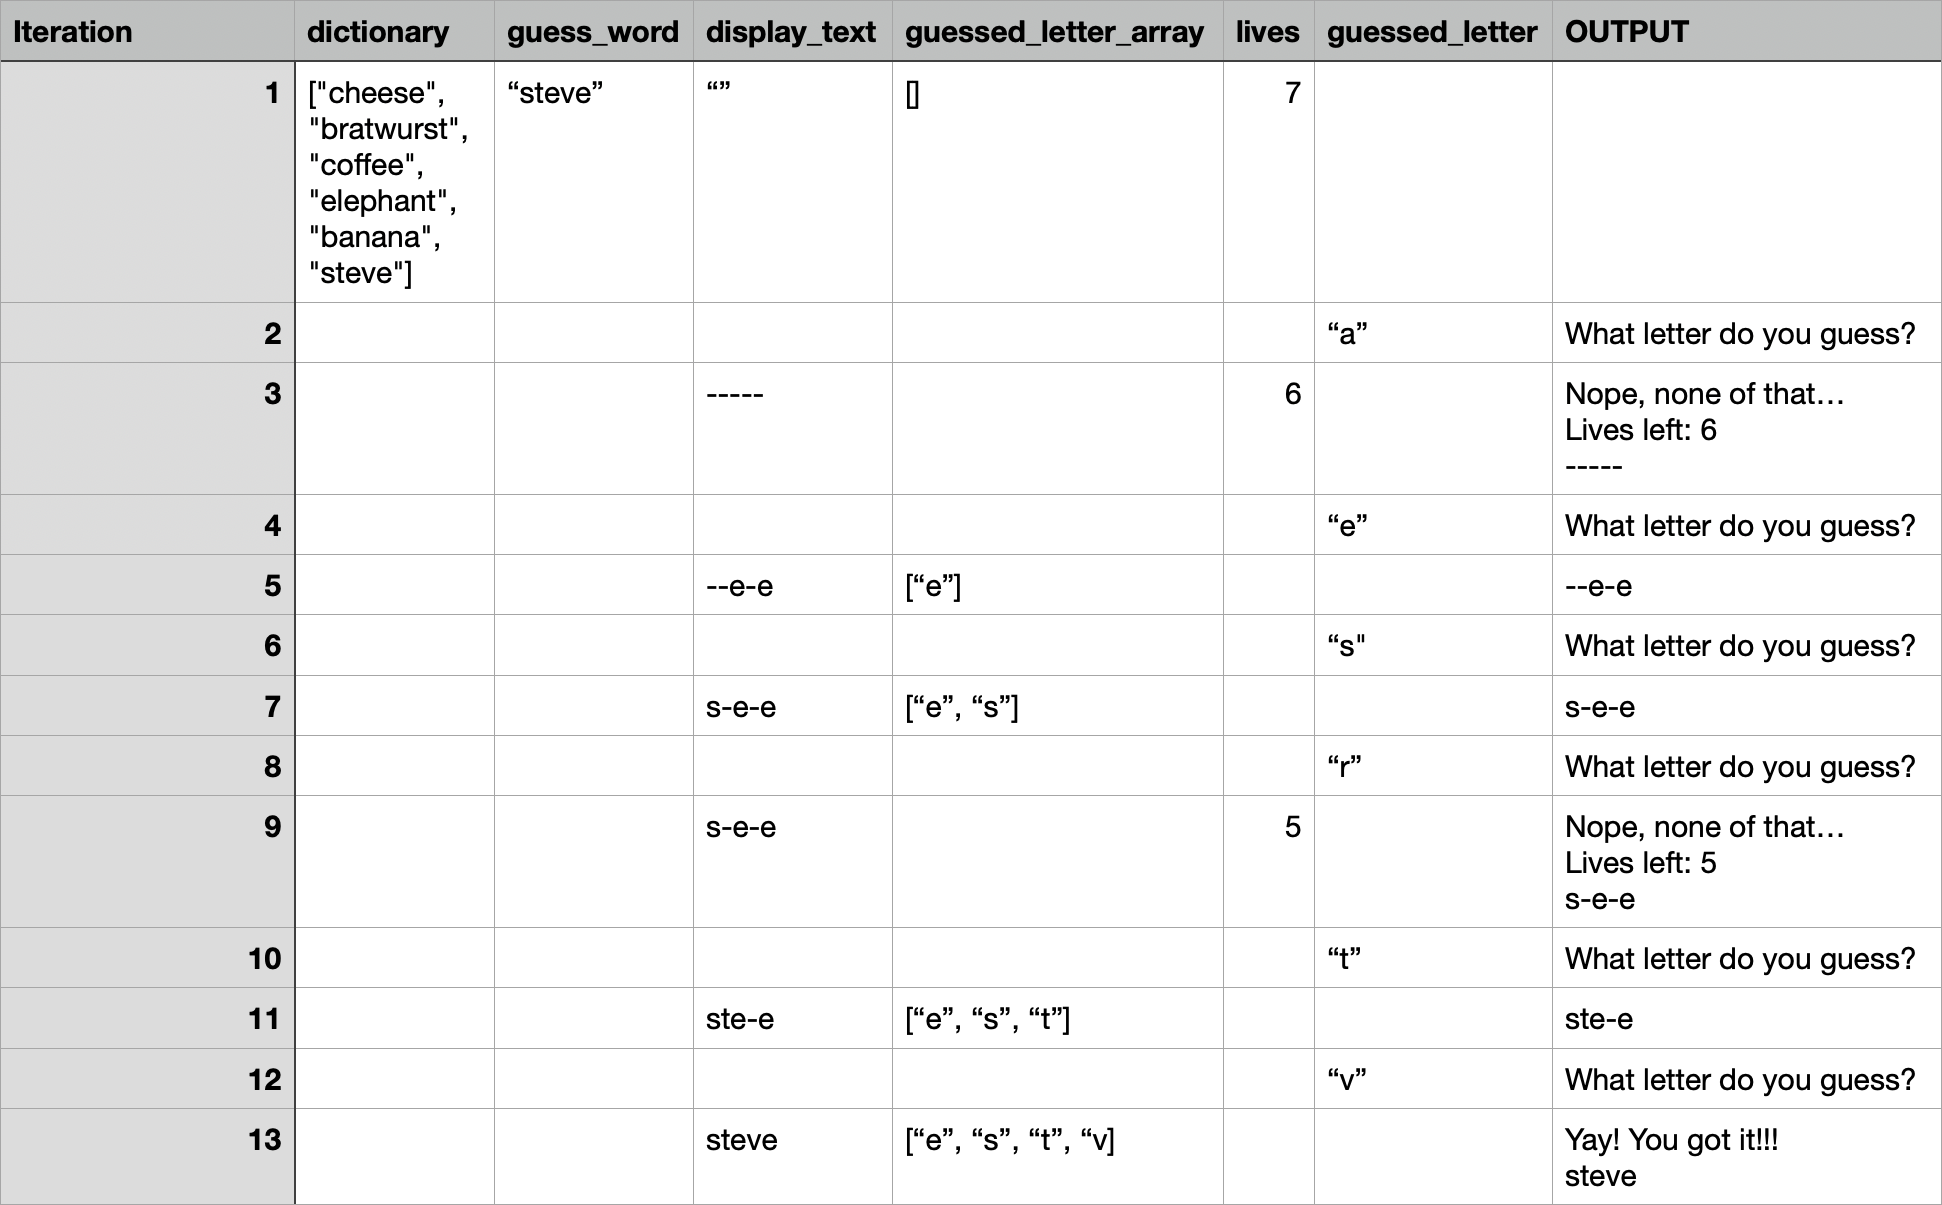 Iteration dictionary guess_word display_text guessed_letter_array lives guessed_letter OUTPUT
1 ["cheese", “steve” “” [] 7
"bratwurst",
"coffee",
"elephant",
"banana",
"steve"]
2 “a” What letter do you guess?
3 ----- 6 Nope, none of that…
Lives left: 6
-----
4 “e” What letter do you guess?
5 --e-e [“e”] --e-e
6 “s" What letter do you guess?
7 s-e-e [“e”, “s”] s-e-e
8 “r” What letter do you guess?
9 s-e-e 5 Nope, none of that…
Lives left: 5
s-e-e
10 “t” What letter do you guess?
11 ste-e [“e”, “s”, “t”] ste-e
12 “v” What letter do you guess?
13 steve [“e”, “s”, “t”, “v] Yay! You got it!!!
steve